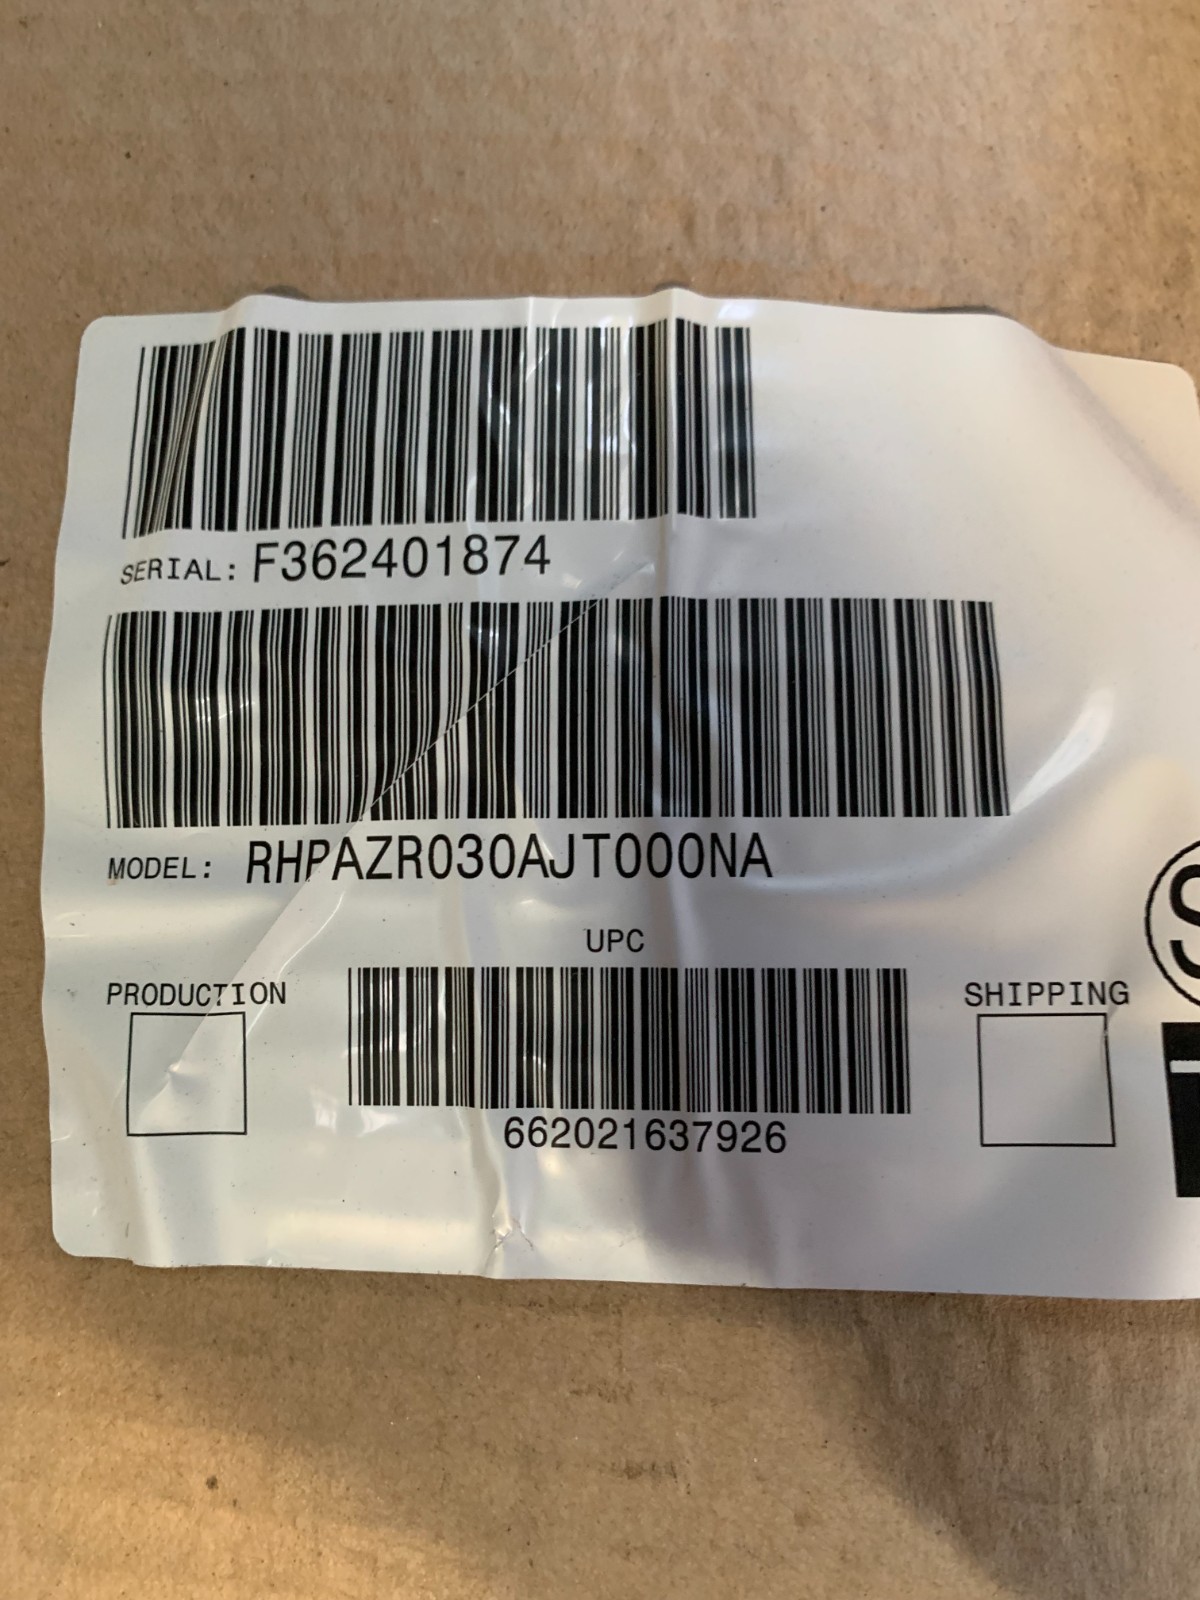 SERIAL: F362401874
MODEL: RHPAZR030AJT000NA
UPC
PRODUCTION
SHIPPING
662021637926